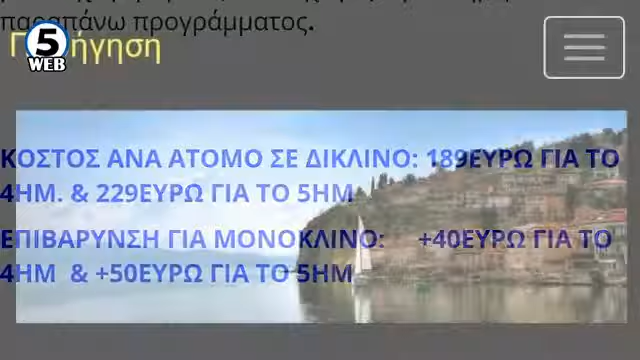 παραπάνω προγράμματος.
5
WEB
ΚΟΣΤΟΣ ΑΝΑ ΑΤΟΜΟ ΣΕ ΔΙΚΛΙΝΟ: 189ΕΥΡΩ ΓΙΑ ΤΟ
4ΗΜ. & 229ΕΥΡΩ ΓΙΑ ΤΟ 5ΗΜ
ΕΠΙΒΑΡΥΝΣΗ ΓΙΑ ΜΟΝΟΚΛΙΝΟ: +40ΕΥΡΩ ΓΙΑ ΤΟ
4ΗΜ & +50ΕΥΡΩ ΓΙΑ ΤΟ 5ΗΜ